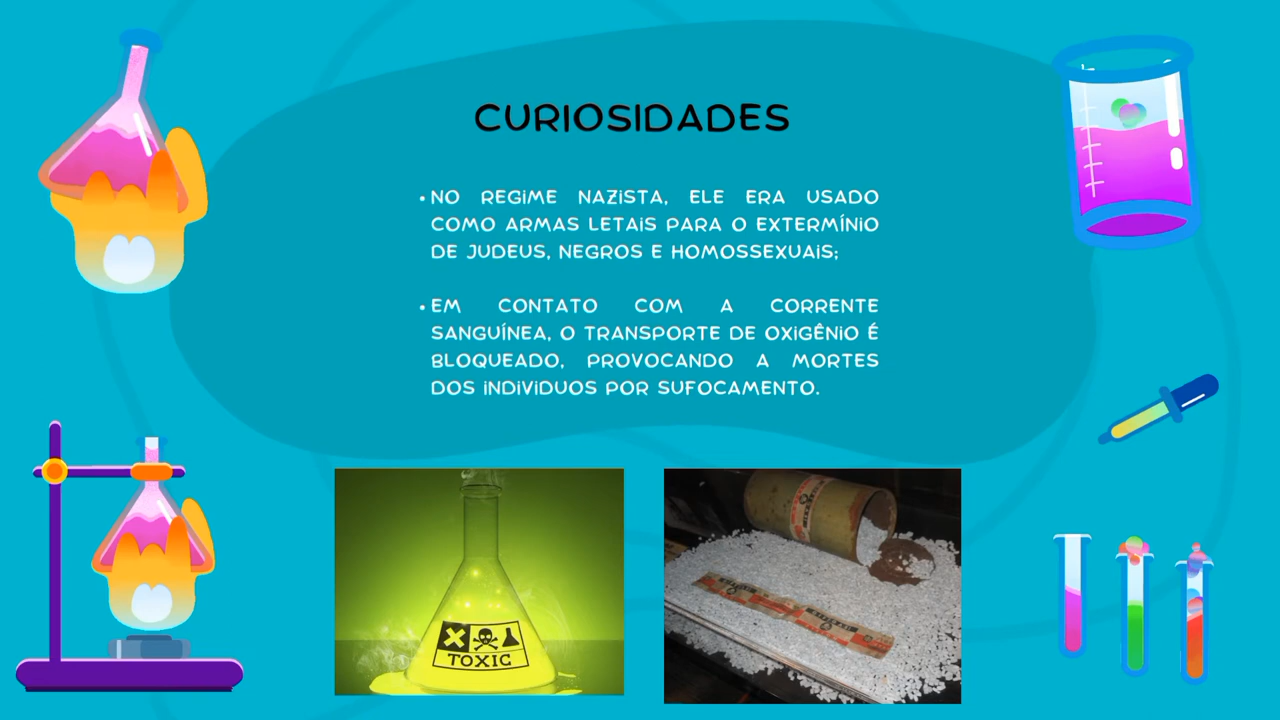 CURIOSIDADES
• NO REGIME NAZISTA, ELE ERA USADO
COMO ARMAS LETAIS PARA O EXTERMÍNIO
DE JUDEUS, NEGROS E HOMOSSEXUAIS;
• EM CONTATO COM A CORRENTE
SANGUÍNEA, O TRANSPORTE DE OXIGÊNIO É
BLOQUEADO, PROVOCANDO A MORTES
DOS INDIVIDUOS POR SUFOCAMENTO.
TOXIC